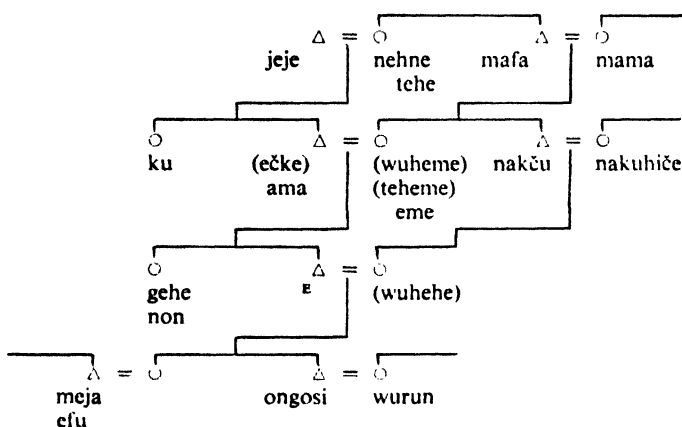 jeje nehne mafa mama
tehe
ku (ečke) (wuheme) nakču nakuhiče
ama (teheme)
eme
gehe E (wuhehe)
non
meja ongosi wurun
efu